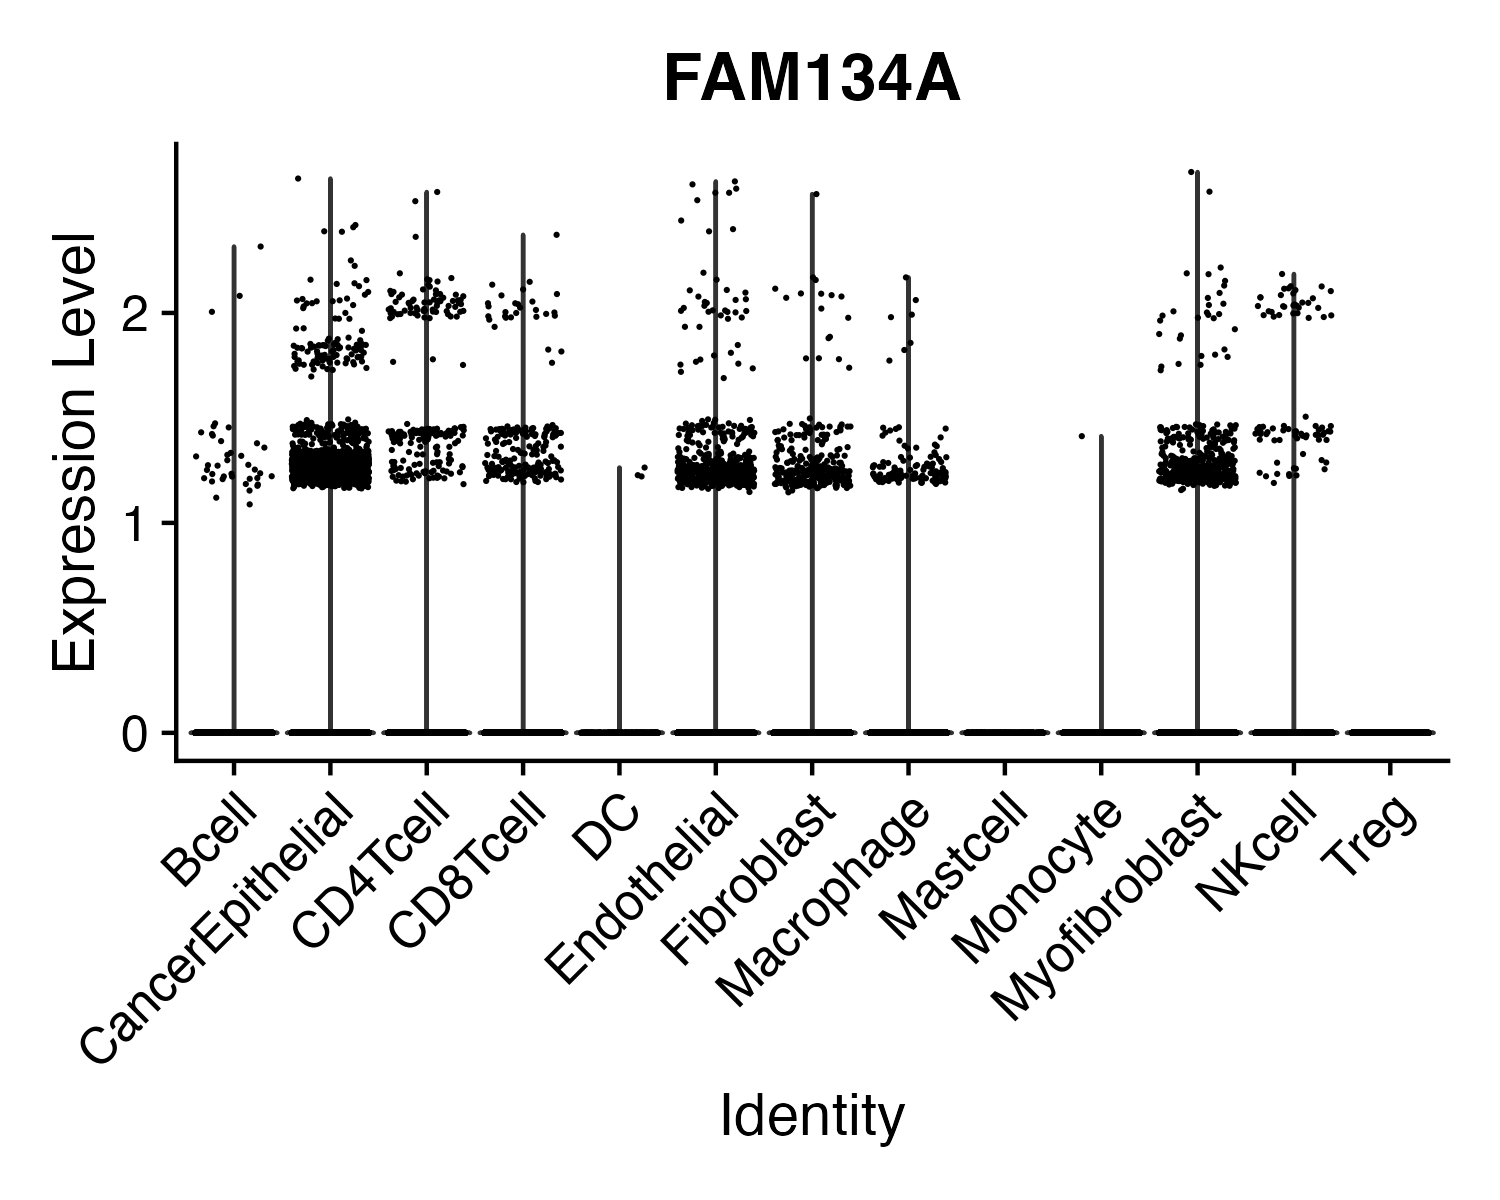 FAM134A
Expression Level
2
1
0
Bcell
CancerEpithelial
CD4Tcell
CD8Tcell
DC
Endothelial
Fibroblast
Macrophage
Mastcell
Monocyte
Myofibroblast
NKcell
Treg
Identity